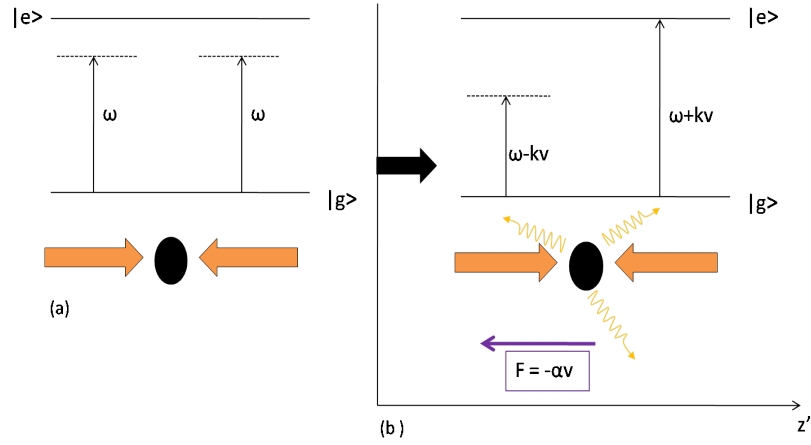 |e>
ω
ω
|g>
(a)
|e>
ω-kv
ω+kv
|g>
F = -αv
(b )
z'